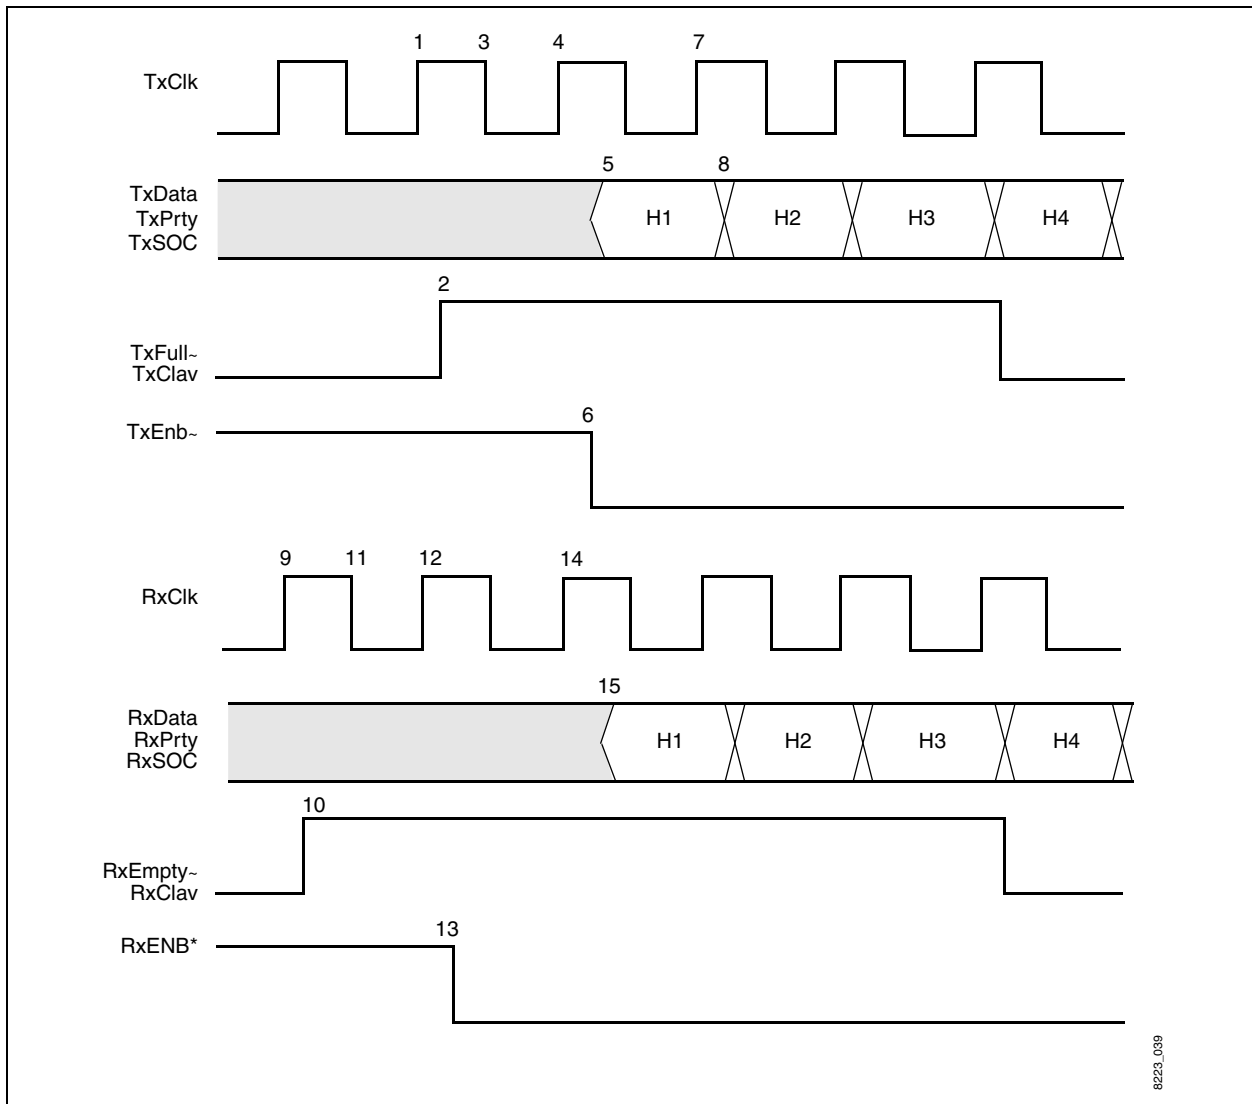 1 3 4 7
TxClk
5 8
TxData
TxPrty
TxSOC
H1 H2 H3 H4
2
TxFull~
TxClav
6
TxEnb~
9 11 12 14
RxClk
15
RxData
RxPrty
RxSOC
H1 H2 H3 H4
10
RxEmpty~
RxClav
13
RxENB*
8223_039